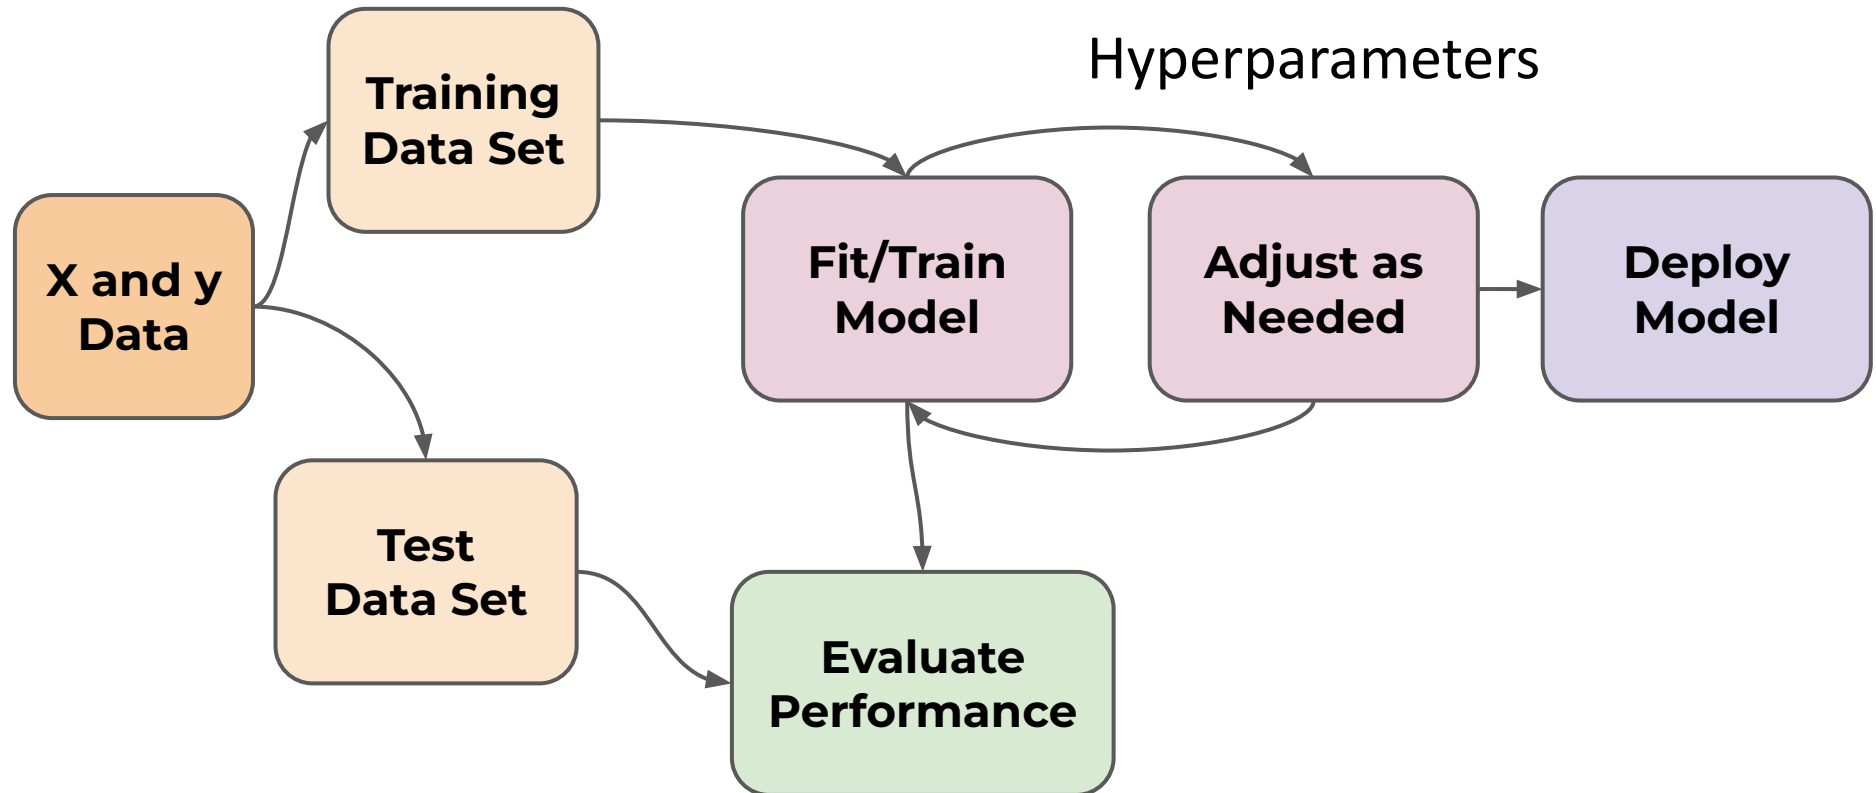 Hyperparameters
Training
Data Set
X and y
Data
Fit/Train
Model
Adjust as
Needed
Deploy
Model
Test
Data Set
Evaluate
Performance